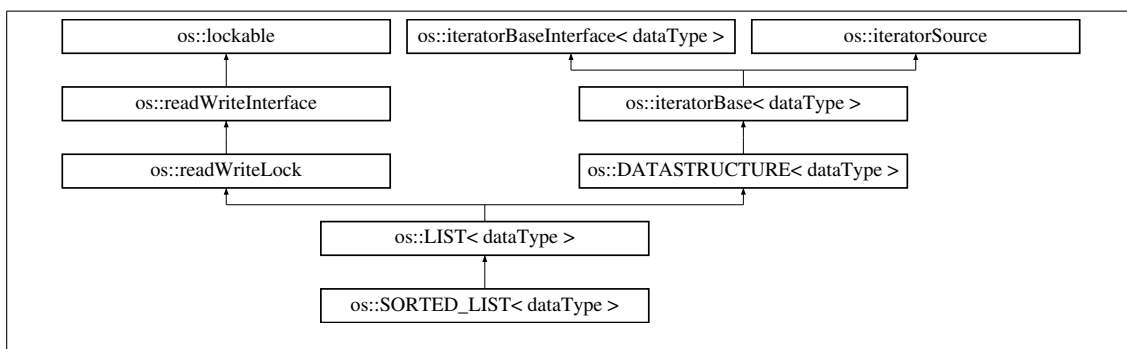 os::lockable
os::iteratorBaseInterface< dataType >
os::iteratorSource
os::readWriteInterface
os::iteratorBase< dataType >
os::readWriteLock
os::DATASTRUCTURE< dataType >
os::LIST< dataType >
os::SORTED_LIST< dataType >